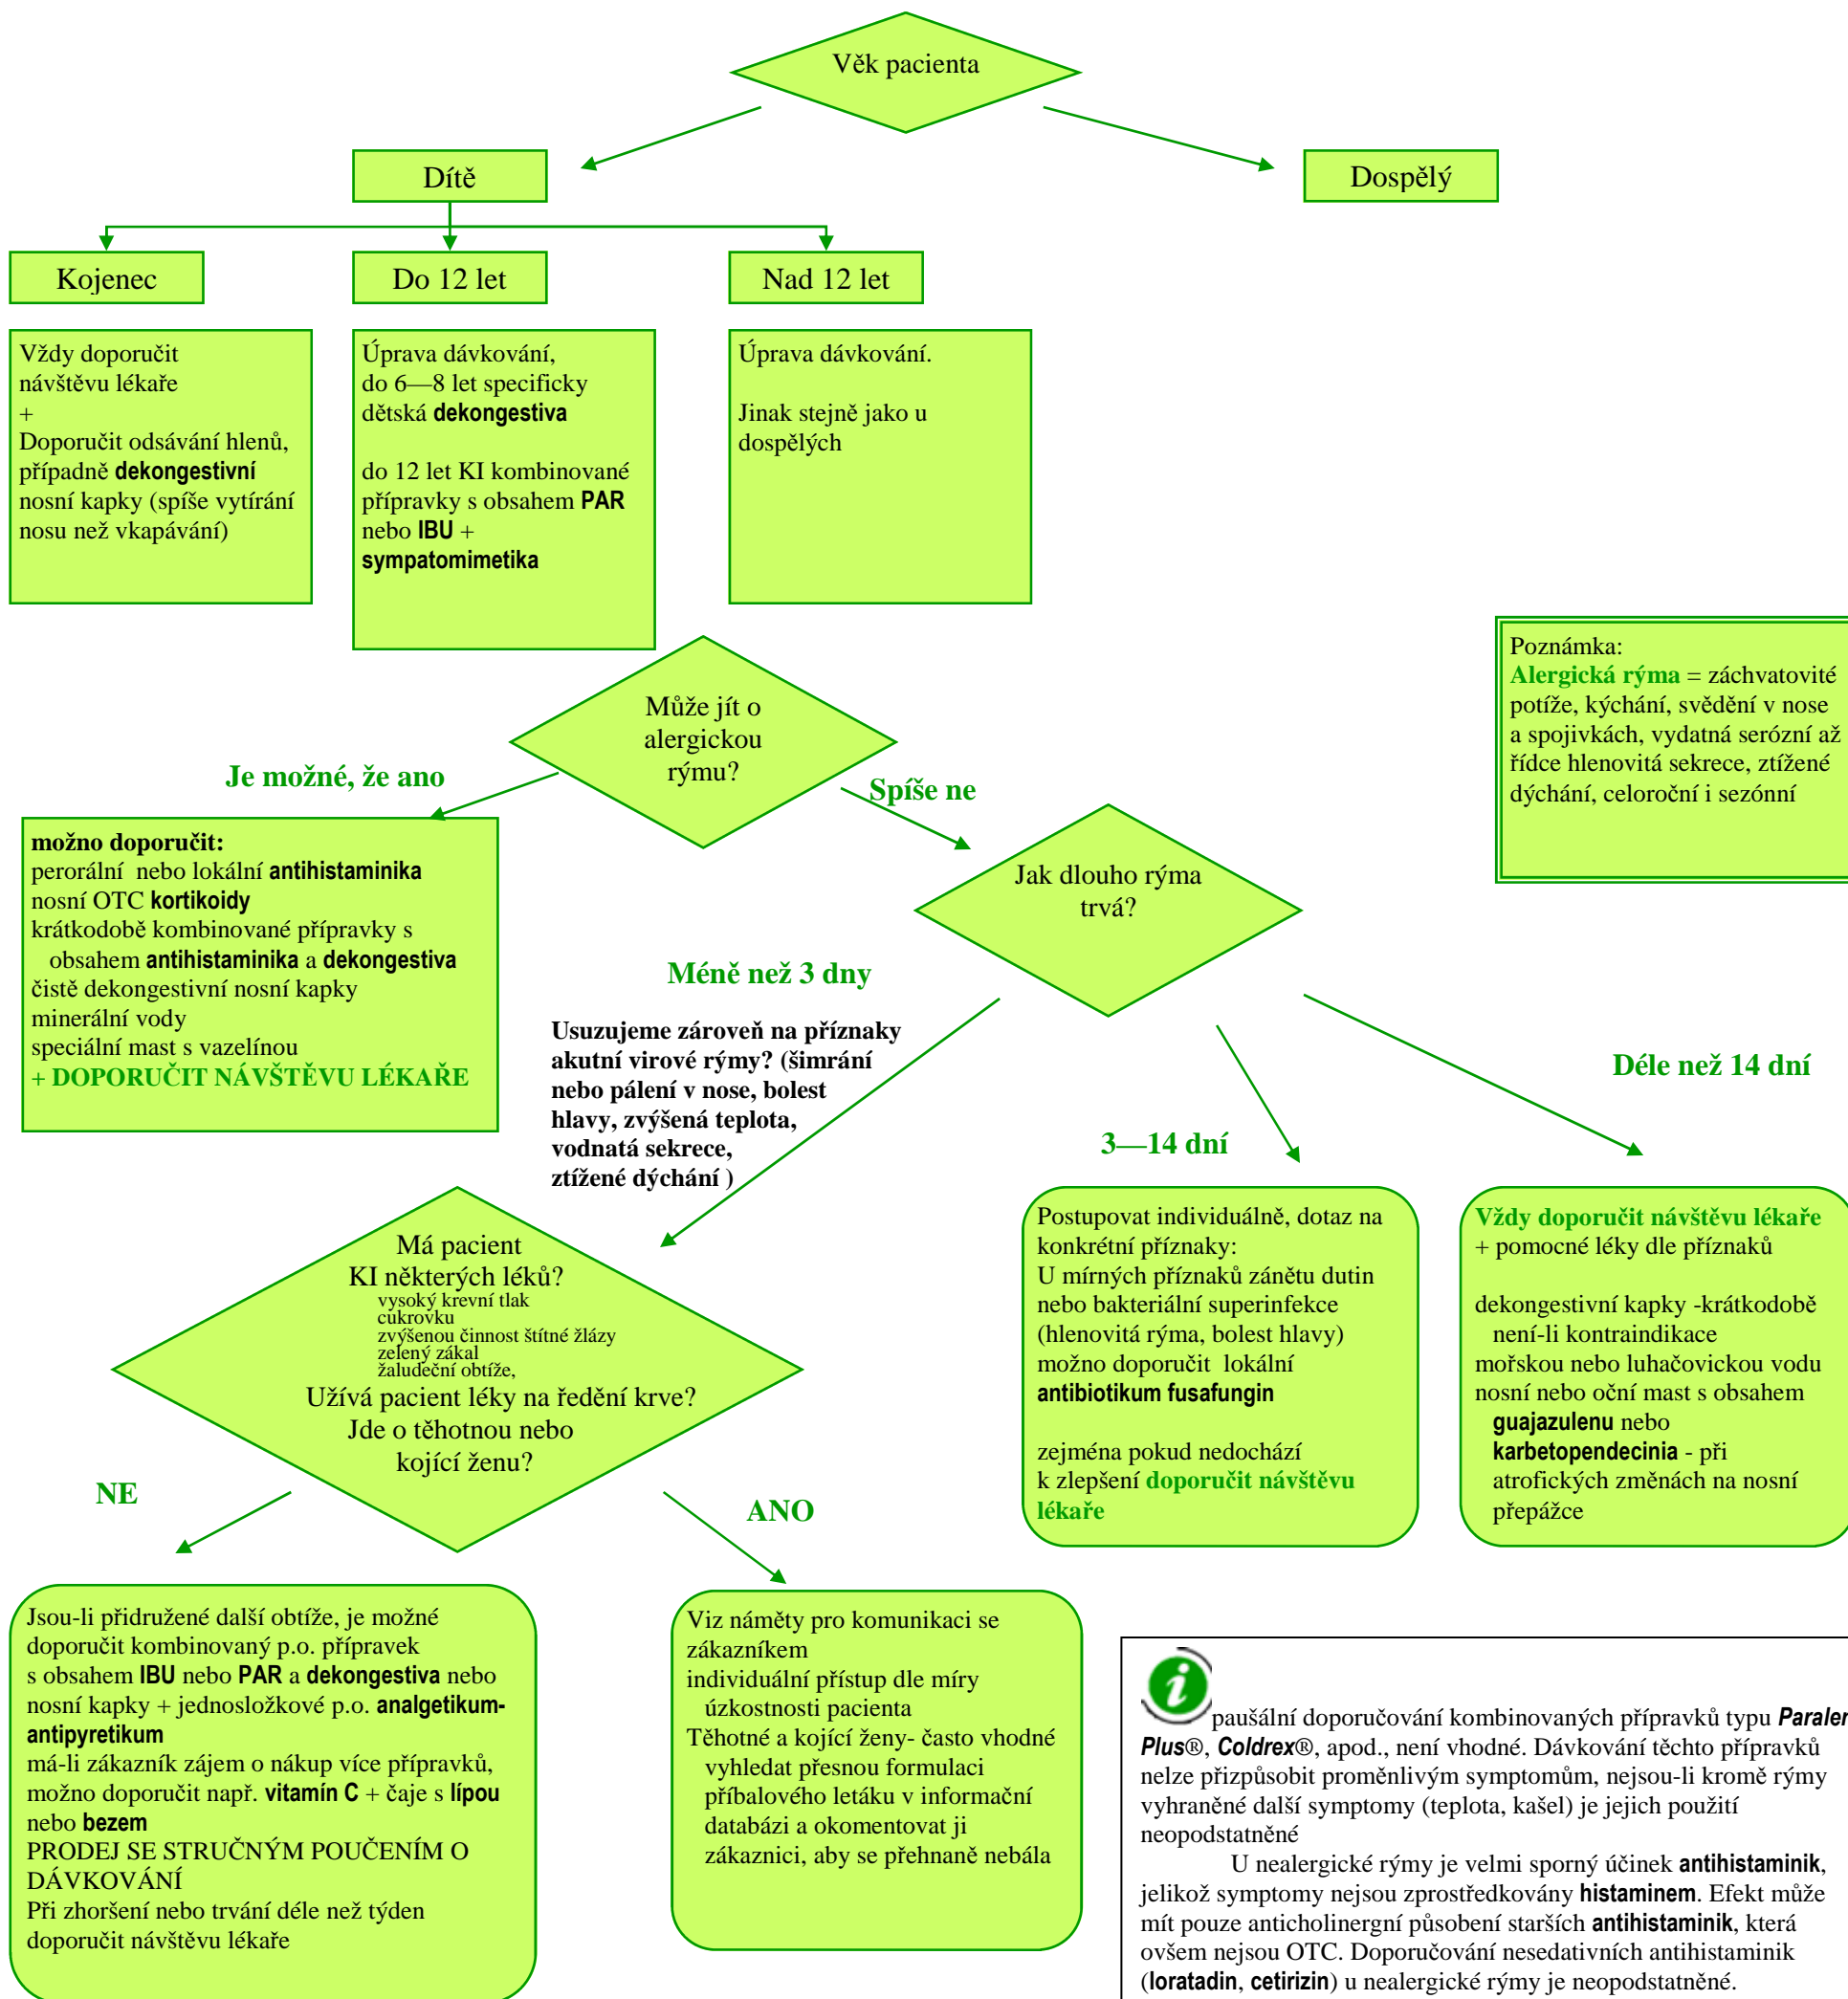 Věk pacienta
Dítě
Dospělý
Kojenec
Do 12 let
Nad 12 let
Vždy doporučit
návštěvu lékaře
+
Doporučit odsávání hlenů,
případně dekongestivní
nosní kapky (spíše vytírání
nosu než vkapávání)
Úprava dávkování,
do 6—8 let specificky
dětská dekongestiva
do 12 let KI kombinované
přípravky s obsahem PAR
nebo IBU +
sympatomimetika
Úprava dávkování.
Jinak stejně jako u
dospělých
Poznámka:
Alergická rýma = záchvatovité
potíže, kýchání, svědění v nose
a spojivkách, vydatná serózní až
řídce hlenovitá sekrece, ztížené
dýchání, celoroční i sezónní
Může jít o
alergickou
rýmu?
Je možné, že ano
Spíše ne
možno doporučit:
perorální nebo lokální antihistaminika
nosní OTC kortikoidy
krátkodobě kombinované přípravky s
obsahem antihistaminika a dekongestiva
čistě dekongestivní nosní kapky
minerální vody
speciální mast s vazelínou
+ DOPORUČIT NÁVŠTĚVU LÉKAŘE
Jak dlouho rýma
trvá?
Méně než 3 dny
Usuzujeme zároveň na příznaky
akutní virové rýmy? (šimrání
nebo pálení v nose, bolest
hlavy, zvýšená teplota,
vodnatá sekrece,
ztížené dýchání )
3—14 dní
Déle než 14 dní
Má pacient
KI některých léků?
vysoký krevní tlak
cukrovku
zvýšenou činnost štítné žlázy
zelený zákal
žaludeční obtíže,
Užívá pacient léky na ředění krve?
Jde o těhotnou nebo
kojící ženu?
Postupovat individuálně, dotaz na
konkrétní příznaky:
U mírných příznaků zánětu dutin
nebo bakteriální superinfekce
(hlenovitá rýma, bolest hlavy)
možno doporučit lokální
antibiotikum fusafungin
zejména pokud nedochází
k zlepšení doporučit návštěvu
lékaře
Vždy doporučit návštěvu lékaře
+ pomocné léky dle příznaků
dekongestivní kapky -krátkodobě
není-li kontraindikace
mořskou nebo luhačovickou vodu
nosní nebo oční mast s obsahem
guajazulenu nebo
karbetopendecinia - při
atrofických změnách na nosní
přepážce
NE
ANO
Jsou-li přidružené další obtíže, je možné
doporučit kombinovaný p.o. přípravek
s obsahem IBU nebo PAR a dekongestiva nebo
nosní kapky + jednosložkové p.o. analgetikum-
antipyretikum
má-li zákazník zájem o nákup více přípravků,
možno doporučit např. vitamín C + čaje s lípou
nebo bezem
PRODEJ SE STRUČNÝM POUČENÍM O
DÁVKOVÁNÍ
Při zhoršení nebo trvání déle než týden
doporučit návštěvu lékaře
Viz náměty pro komunikaci se
zákazníkem
individuální přístup dle míry
úzkostnosti pacienta
Těhotné a kojící ženy- často vhodné
vyhledat přesnou formulaci
příbalového letáku v informační
databázi a okomentovat ji
zákaznici, aby se přehnaně nebála
i
paušální doporučování kombinovaných přípravků typu Paralen
Plus®, Coldrex®, apod., není vhodné. Dávkování těchto přípravků
nelze přizpůsobit proměnlivým symptomům, nejsou-li kromě rýmy
vyhraněné další symptomy (teplota, kašel) je jejich použití
neopodstatněné
U nealergické rýmy je velmi sporný účinek antihistaminik,
jelikož symptomy nejsou zprostředkovány histaminem. Efekt může
mít pouze anticholinergní působení starších antihistaminik, která
ovšem nejsou OTC. Doporučování nesedativních antihistaminik
(loratadin, cetirizin) u nealergické rýmy je neopodstatněné.